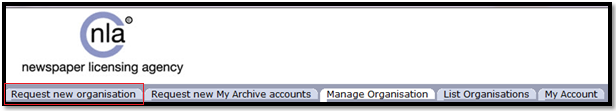 nla®
newspaper licensing agency
Request new organisation Request new My Archive accounts Manage Organisation List Organisations My Account